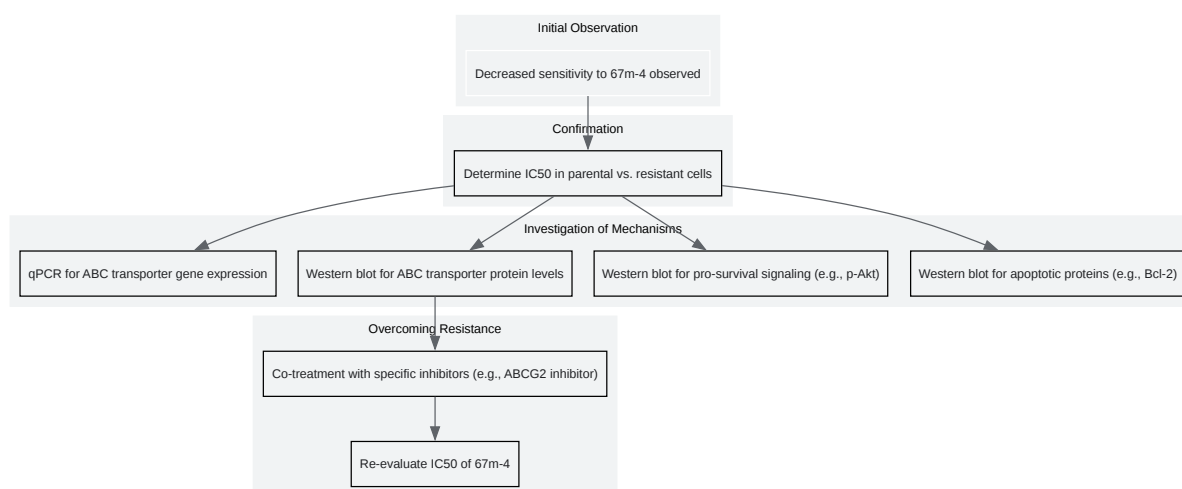 Initial Observation
Decreased sensitivity to 67m-4 observed
Confirmation
Determine IC50 in parental vs. resistant cells
Investigation of Mechanisms
qPCR for ABC transporter gene expression
Western blot for ABC transporter protein levels
Western blot for pro-survival signaling (e.g., p-Akt)
Western blot for apoptotic proteins (e.g., Bcl-2)
Overcoming Resistance
Co-treatment with specific inhibitors (e.g., ABCG2 inhibitor)
Re-evaluate IC50 of 67m-4